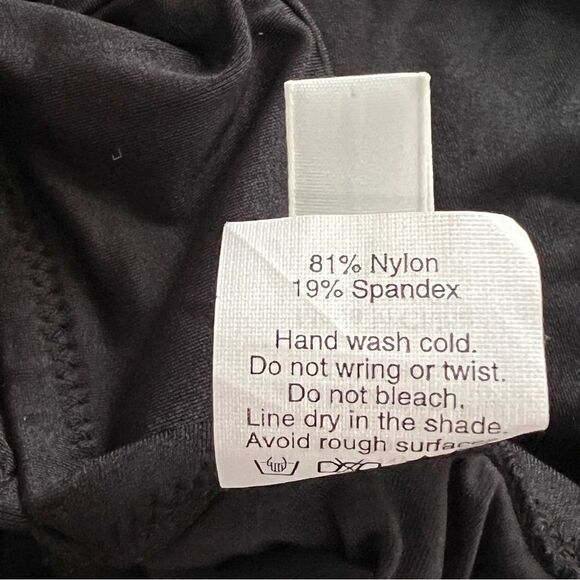 81% Nylon
19% Spandex
Hand wash cold.
Do not wring or twist.
Do not bleach.
Line dry in the shade.
Avoid rough